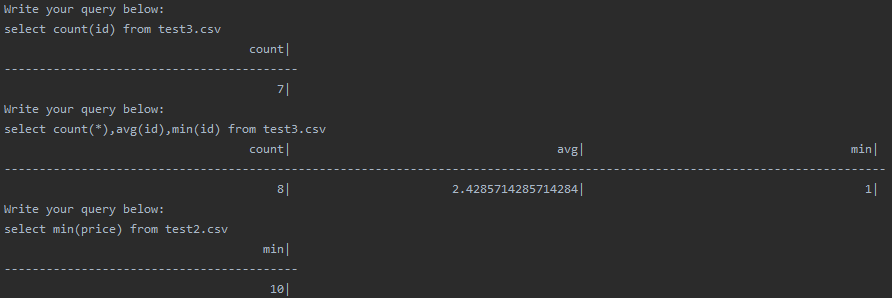 Write your query below:
select count(id) from test3.csv
count|
------------------------------------------
7|
Write your query below:
select count(*),avg(id),min(id) from test3.csv
count| avg| min|
------------------------------------------------------------------------------------------------------------------------------
8| 2.4285714285714284| 1|
Write your query below:
select min(price) from test2.csv
min|
------------------------------------------
10|